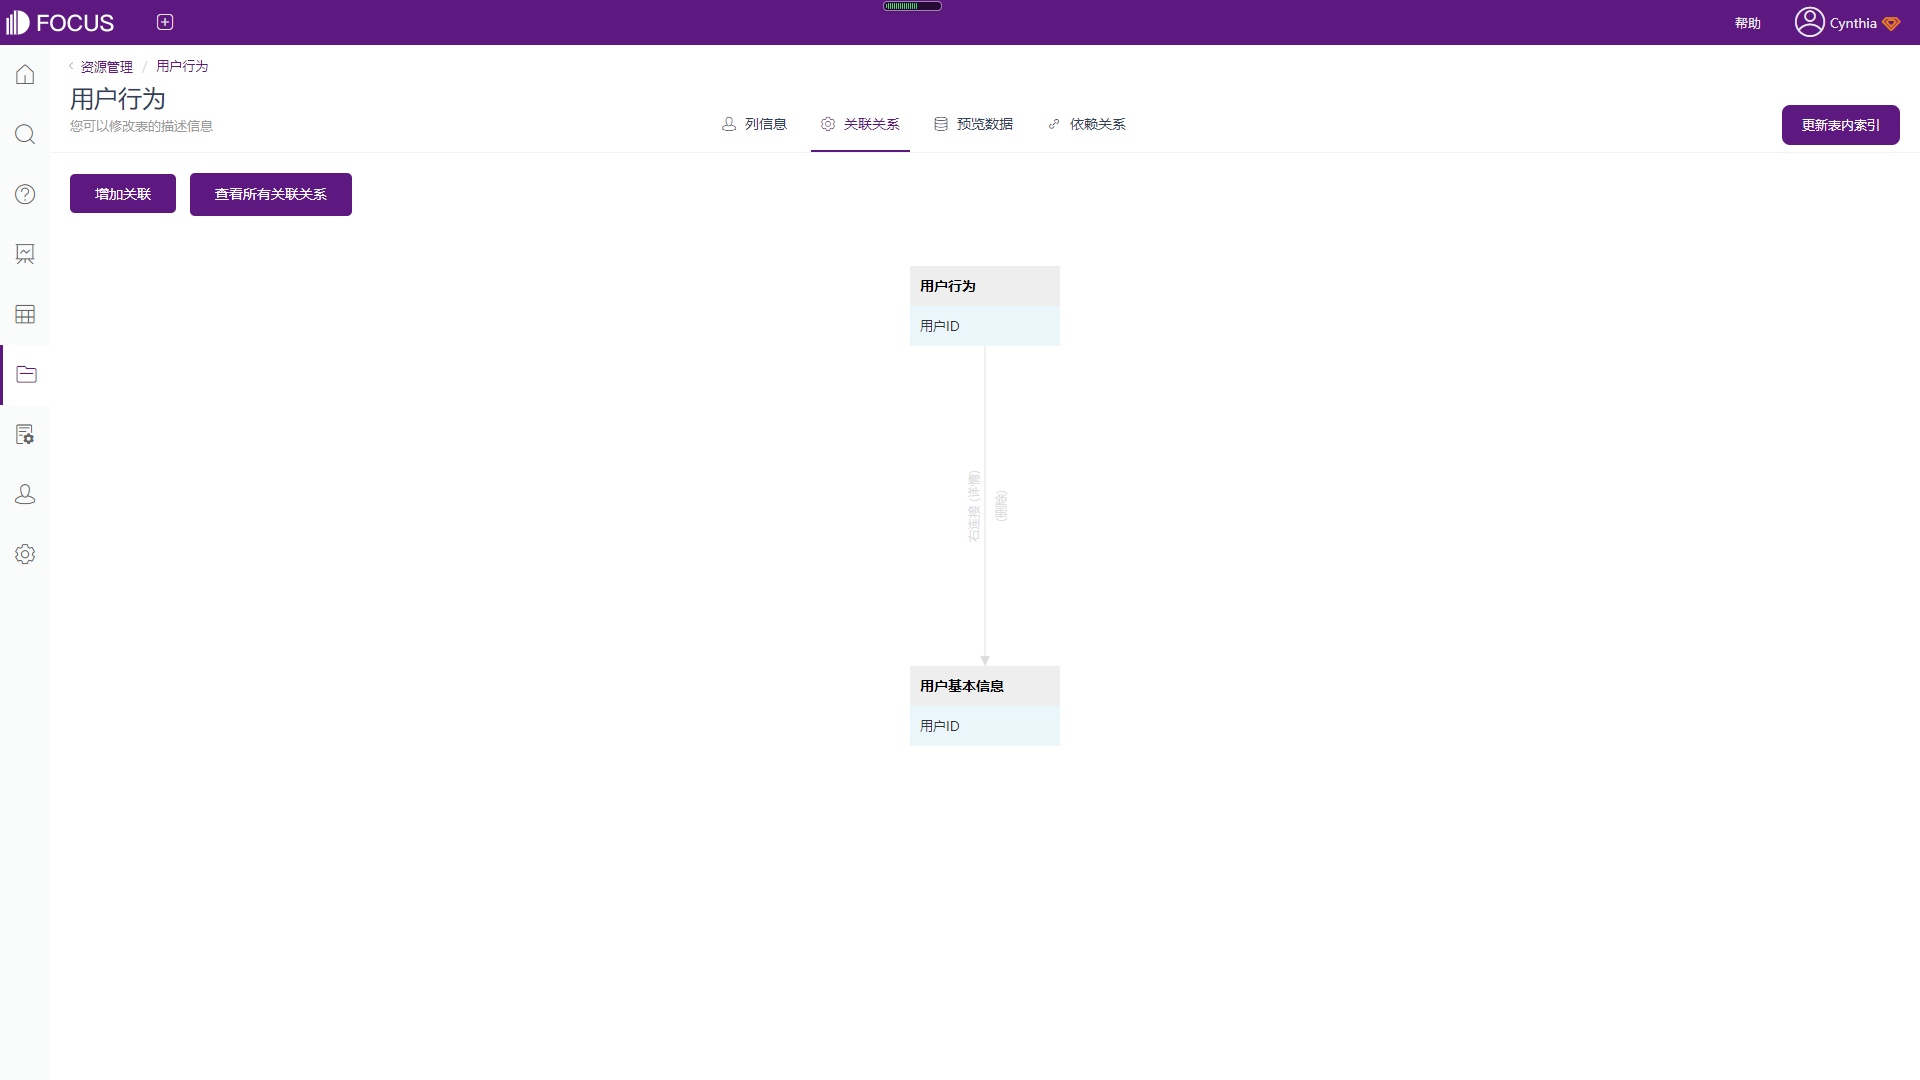 FOCUS
帮助
Cynthia
资源管理 / 用户行为
用户行为
您可以修改表的描述信息
列信息
关联关系
预览数据
依赖关系
更新表内索引
增加关联
查看所有关联关系
用户行为
用户ID
右连接 (详情)
(删除)
用户基本信息
用户ID